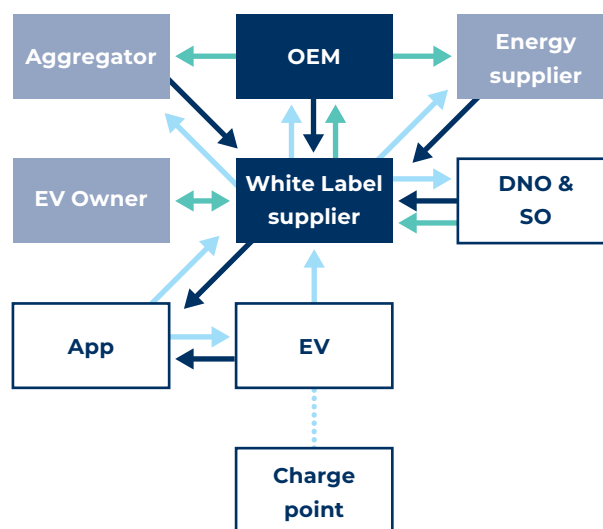 Aggregator
OEM
Energy
supplier
EV Owner
White Label
supplier
DNO &
SO
App
EV
Charge
point